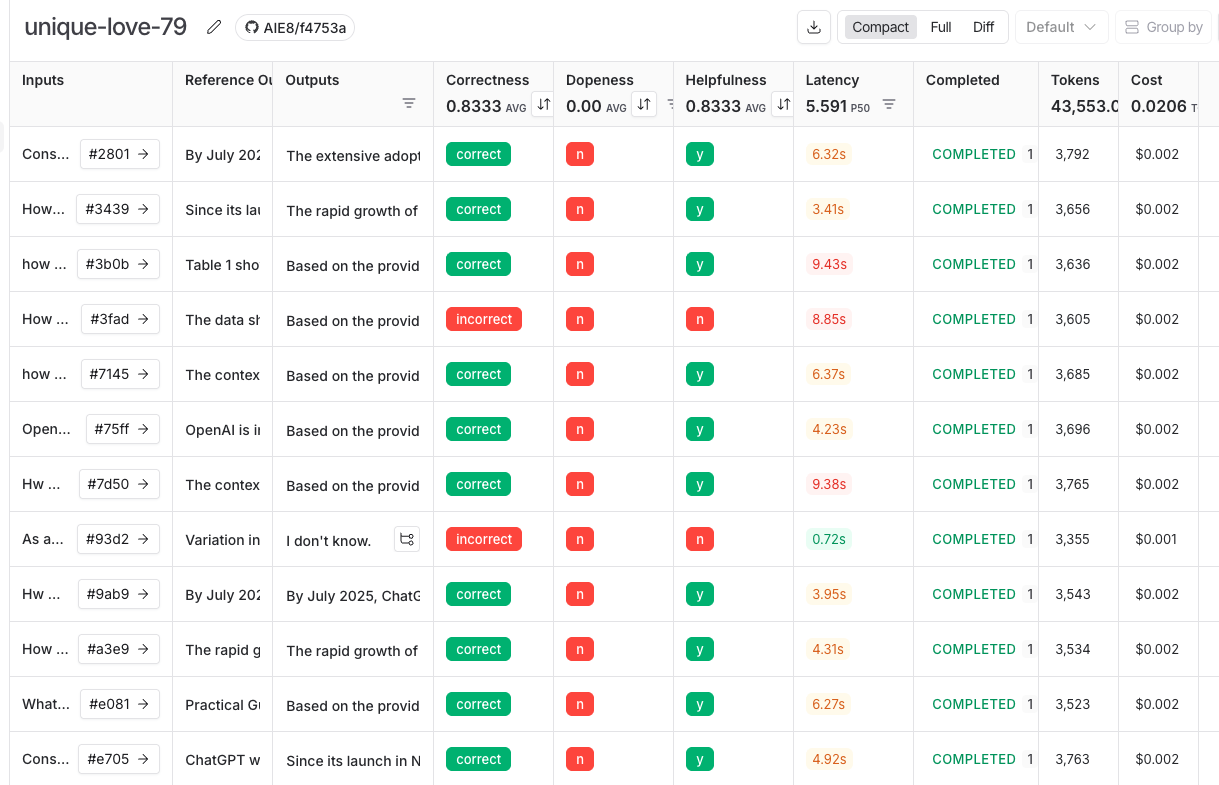 unique-love-79 AIE8/f4753a Compact Full Diff Default Group by
Inputs Reference Ou Outputs Correctness Dopeness Helpfulness Latency Completed Tokens Cost
0.8333 AVG 0.00 AVG 0.8333 AVG 5.591 P50 43,553.0 0.0206 T
Cons... #2801 → By July 202 The extensive adopt correct n y 6.32s COMPLETED 1 3,792 $0.002
How... #3439 → Since its lau The rapid growth of correct n y 3.41s COMPLETED 1 3,656 $0.002
how ... #3b0b → Table 1 sho Based on the provid correct n y 9.43s COMPLETED 1 3,636 $0.002
How ... #3fad → The data sh Based on the provid incorrect n n 8.85s COMPLETED 1 3,605 $0.002
how ... #7145 → The contex Based on the provid correct n y 6.37s COMPLETED 1 3,685 $0.002
Open... #75ff → OpenAI is in Based on the provid correct n y 4.23s COMPLETED 1 3,696 $0.002
Hw ... #7d50 → The contex Based on the provid correct n y 9.38s COMPLETED 1 3,765 $0.002
As a... #93d2 → Variation in I don't know. incorrect n n 0.72s COMPLETED 1 3,355 $0.001
Hw ... #9ab9 → By July 202 By July 2025, ChatG correct n y 3.95s COMPLETED 1 3,543 $0.002
How ... #a3e9 → The rapid g The rapid growth of correct n y 4.31s COMPLETED 1 3,534 $0.002
What... #e081 → Practical Gu Based on the provid correct n y 6.27s COMPLETED 1 3,523 $0.002
Cons... #e705 → ChatGPT w Since its launch in N correct n y 4.92s COMPLETED 1 3,763 $0.002